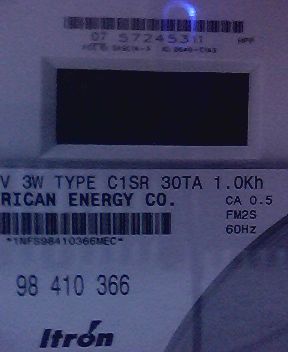 07 57245311
V 3W TYPE C1SR 30TA 1.0Kh
RICAN ENERGY CO.
CA 0.5
FM2S
60Hz
*1NFS98410366MEC*
98 410 366
Itron